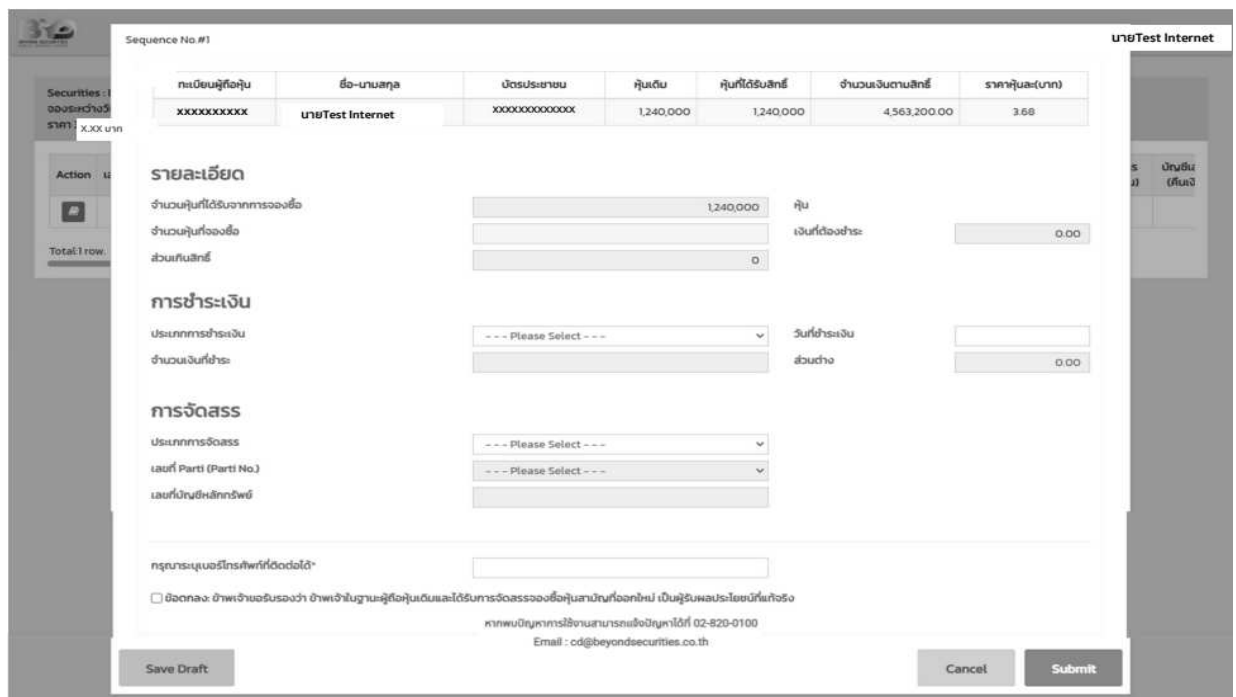 BYD
Sequence No.#1
นายTest Internet
ทะเบียนผู้ถือหุ้น ชื่อ-นามสกุล บัตรประชาชน หุ้นเดิม หุ้นที่ได้รับสิทธิ์ จำนวนเงินตามสิทธิ์ ราคาหุ้นละ(บาท)
XXXXXXXXXX นายTest Internet XXXXXXXXXXXXX 1,240,000 1,240,000 4,563,200.00 3.68
Securities :
จองระหว่างวั
ราคา
X.XX บาท
Action
บัญชีน
(คืนเงิ
Total:1 row.
รายละเอียด
จำนวนหุ้นที่ได้รับจากการจองซื้อ 1,240,000 หุ้น
จำนวนหุ้นที่จองซื้อ เงินที่ต้องชำระ 0.00
ส่วนเกินสิทธิ์ 0
การชำระเงิน
ประเภทการชำระเงิน --- Please Select --- วันที่ชำระเงิน
จำนวนเงินที่ชำระ ส่วนต่าง 0.00
การจัดสรร
ประเภทการจัดสรร --- Please Select ---
เลขที่ Parti (Parti No.) --- Please Select ---
เลขที่บัญชีหลักทรัพย์
กรุณาระบุเบอร์โทรศัพท์ที่ติดต่อได้*
ข้อตกลง: ข้าพเจ้าขอรับรองว่า ข้าพเจ้าในฐานะผู้ถือหุ้นเดิมและได้รับการจัดสรรจองซื้อหุ้นสามัญที่ออกใหม่ เป็นผู้รับผลประโยชน์ที่แท้จริง
หากพบปัญหาการใช้งานสามารถแจ้งปัญหาได้ที่ 02-820-0100
Email : cd@beyondsecurities.co.th
Save Draft Cancel Submit